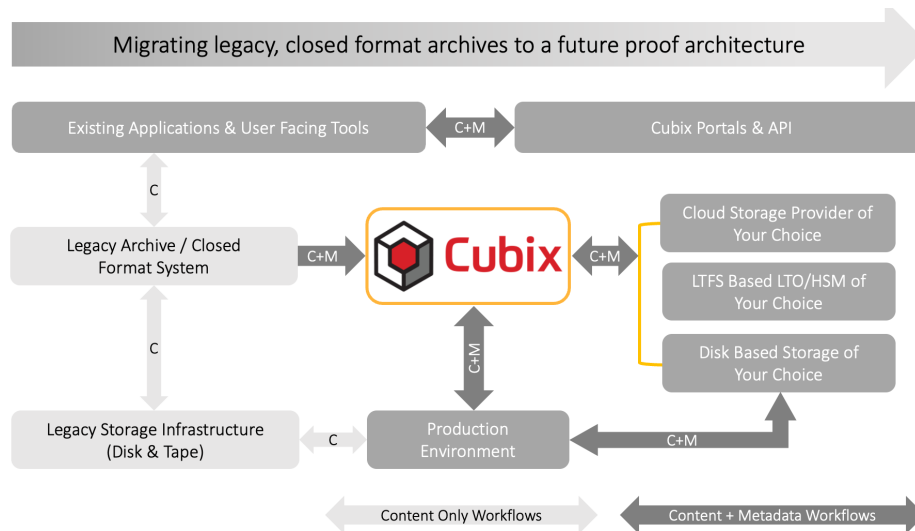 Migrating legacy, closed format archives to a future proof architecture
Existing Applications & User Facing Tools
C+M
Cubix Portals & API
C
Legacy Archive / Closed
Format System
C+M
Cubix
C+M
Cloud Storage Provider of
Your Choice
LTFS Based LTO/HSM of
Your Choice
Disk Based Storage of
Your Choice
C
C+M
Legacy Storage Infrastructure
(Disk & Tape)
C
Production
Environment
C+M
Content Only Workflows
Content + Metadata Workflows